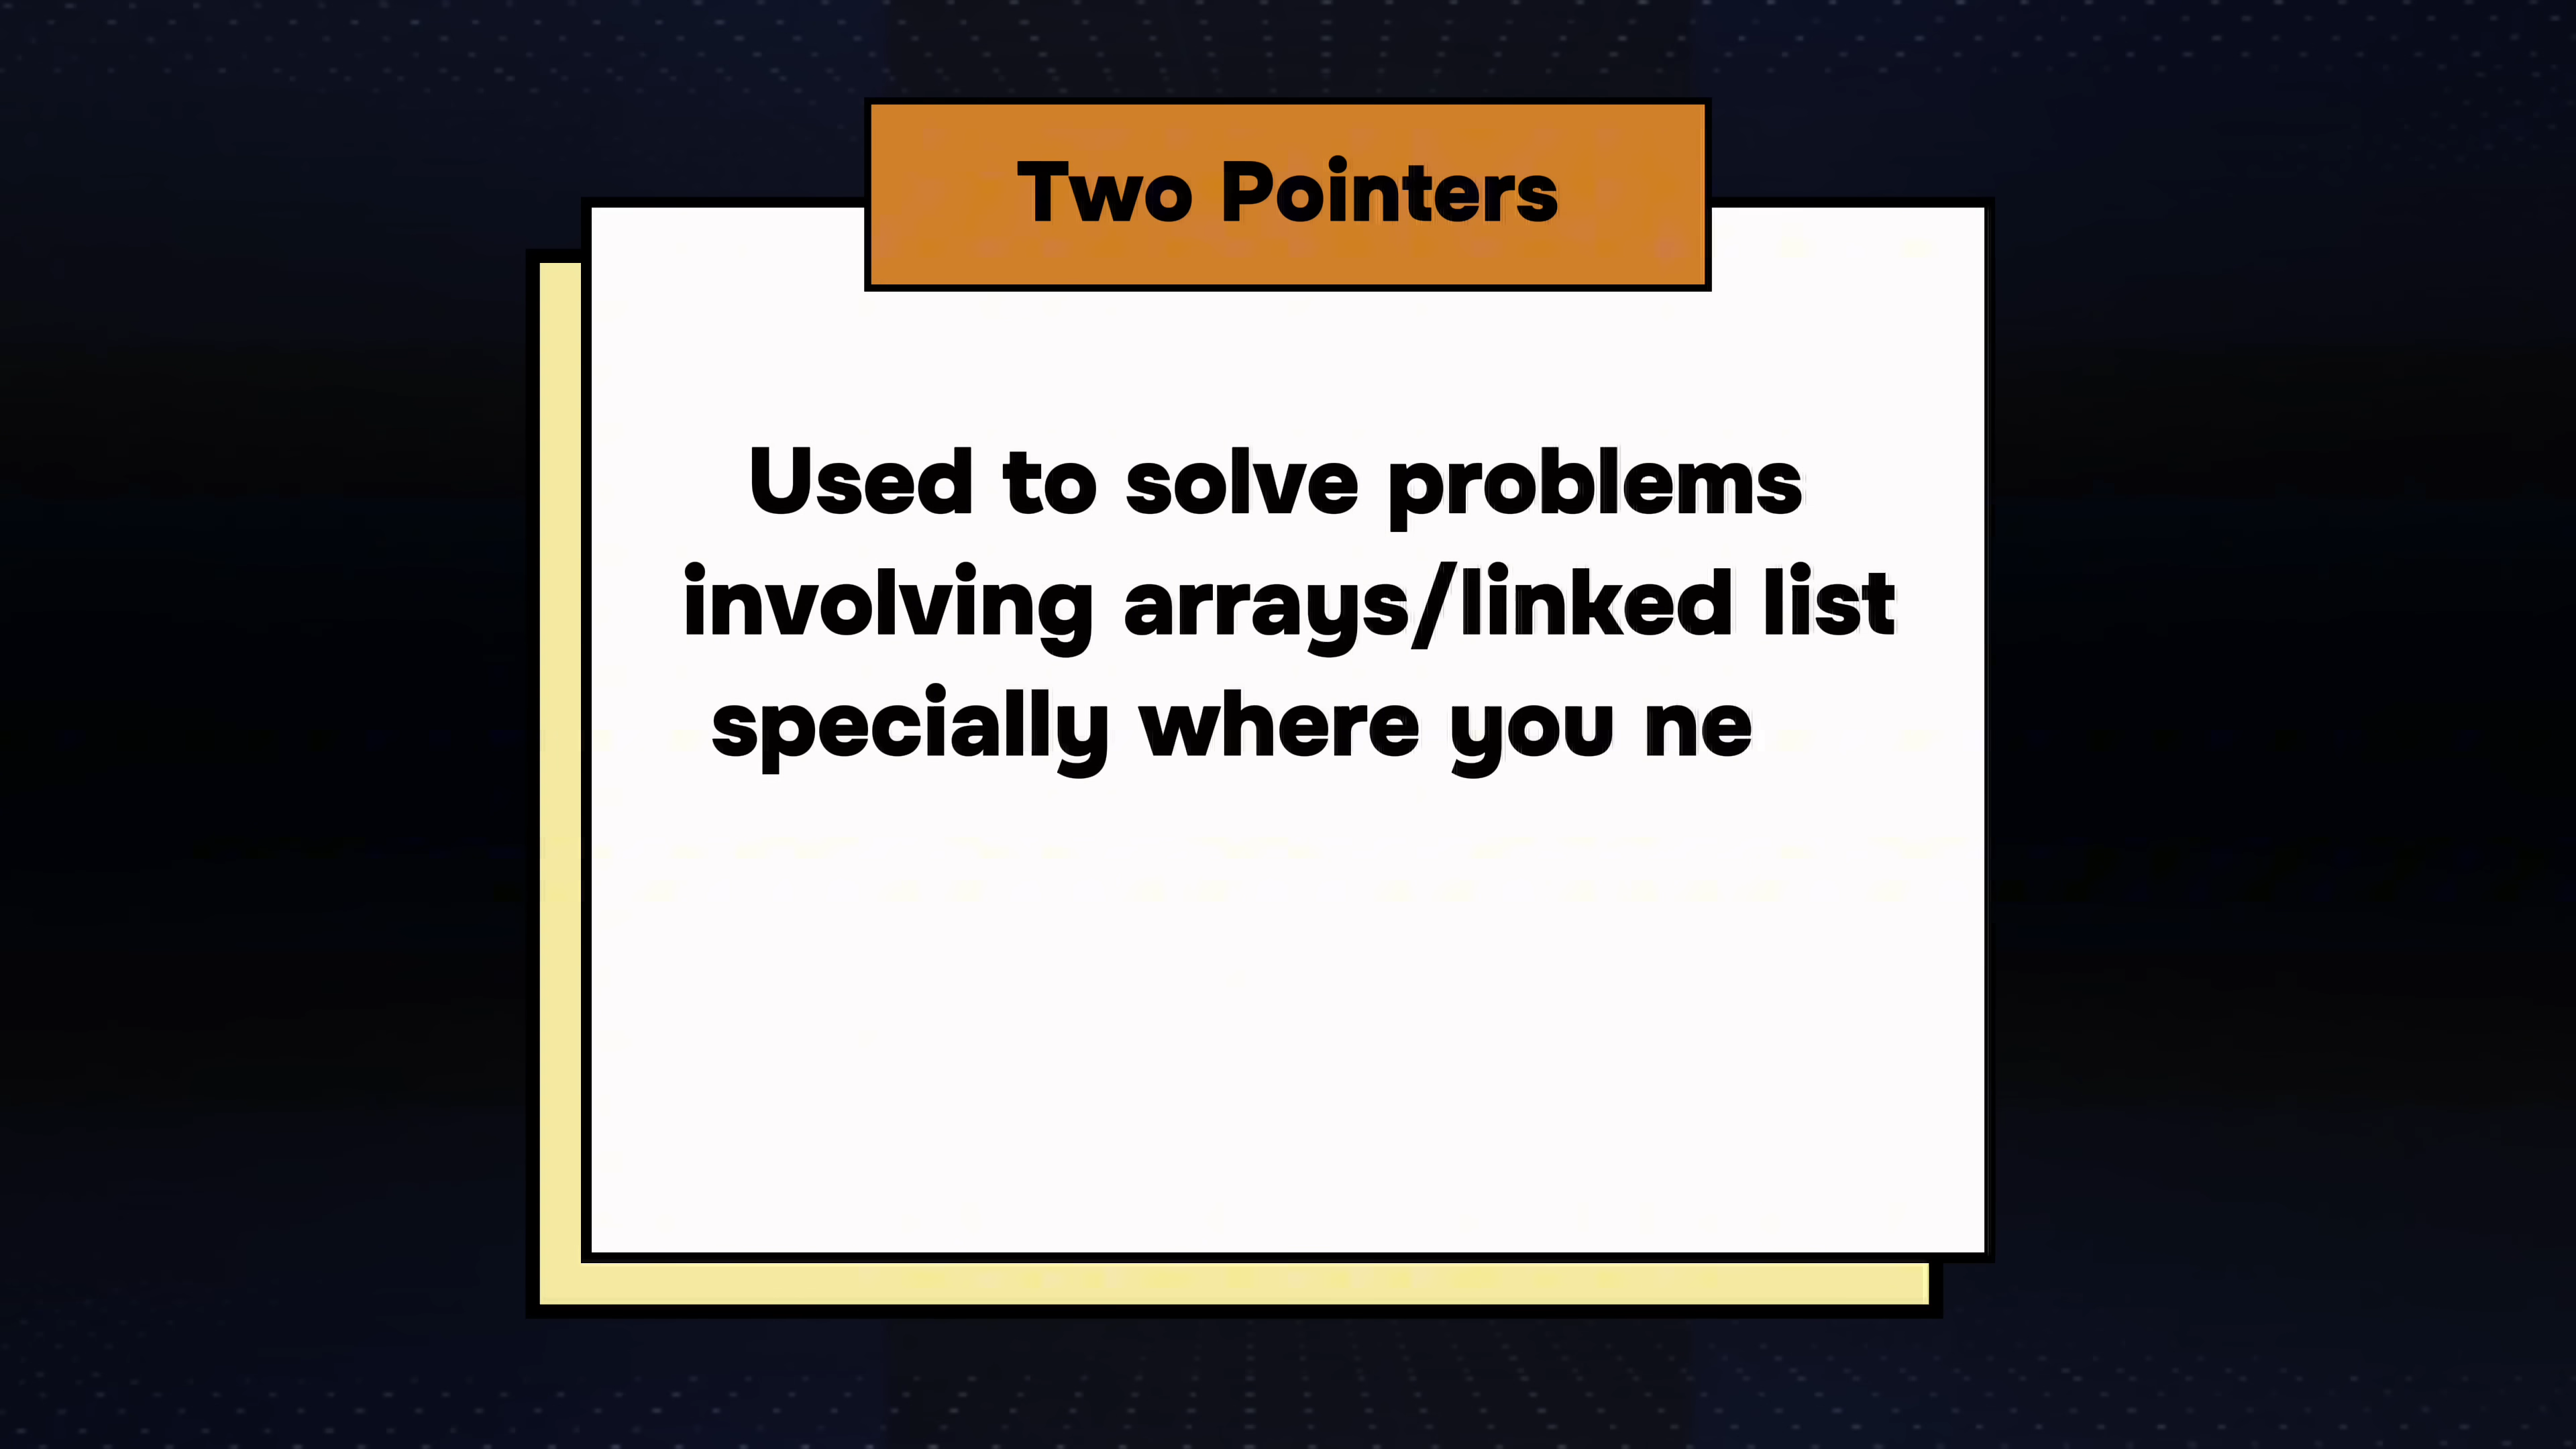 Two Pointers
Used to solve problems
involving arrays/linked list
specially where you ne